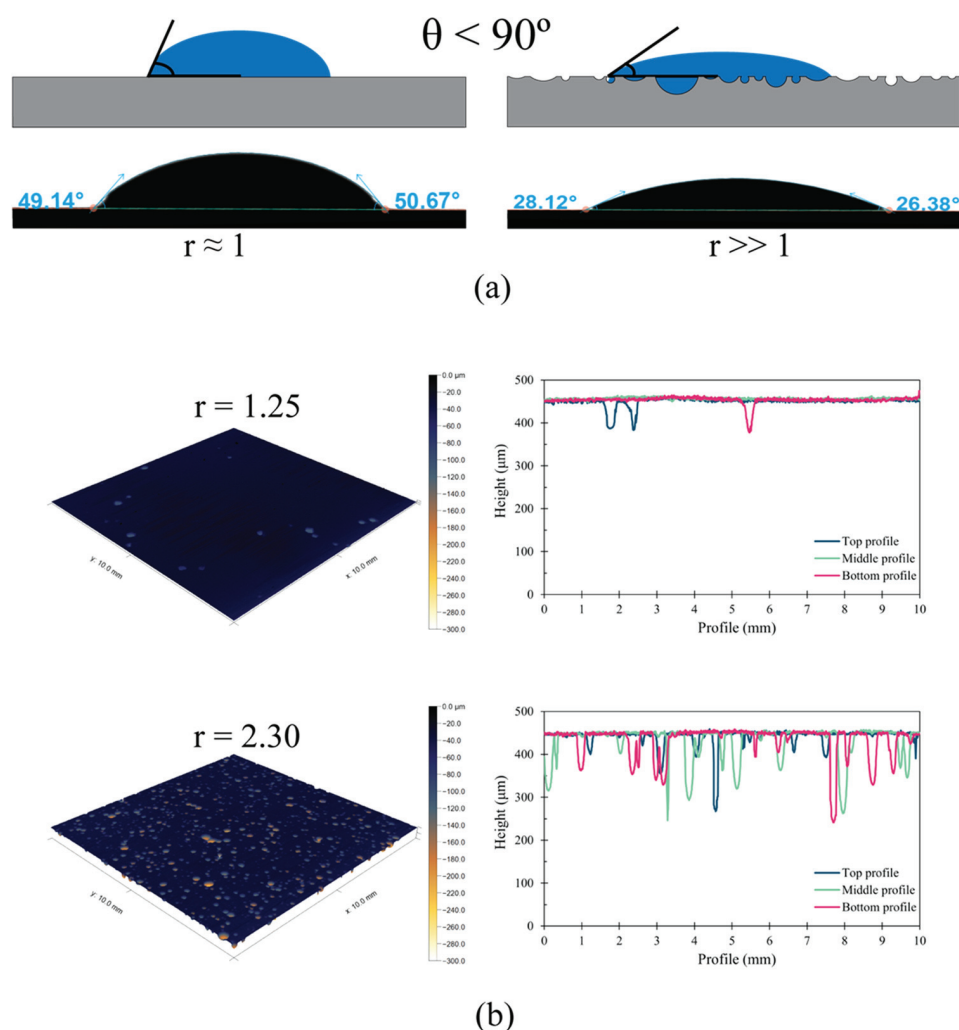 θ < 90º
49.14°
50.67°
28.12°
26.38°
r ≈ 1
r >> 1
(a)
r = 1.25
0.0 µm
−20.0
−40.0
−60.0
−80.0
−100.0
−120.0
−140.0
−160.0
−180.0
−200.0
−220.0
−240.0
−260.0
−280.0
−300.0
y: 10.0 mm
x: 10.0 mm
Height (µm)
500
400
300
200
100
0
Top profile
Middle profile
Bottom profile
0 1 2 3 4 5 6 7 8 9 10
Profile (mm)
r = 2.30
0.0 µm
−20.0
−40.0
−60.0
−80.0
−100.0
−120.0
−140.0
−160.0
−180.0
−200.0
−220.0
−240.0
−260.0
−280.0
−300.0
y: 10.0 mm
x: 10.0 mm
Height (µm)
500
400
300
200
100
0
Top profile
Middle profile
Bottom profile
0 1 2 3 4 5 6 7 8 9 10
Profile (mm)
(b)